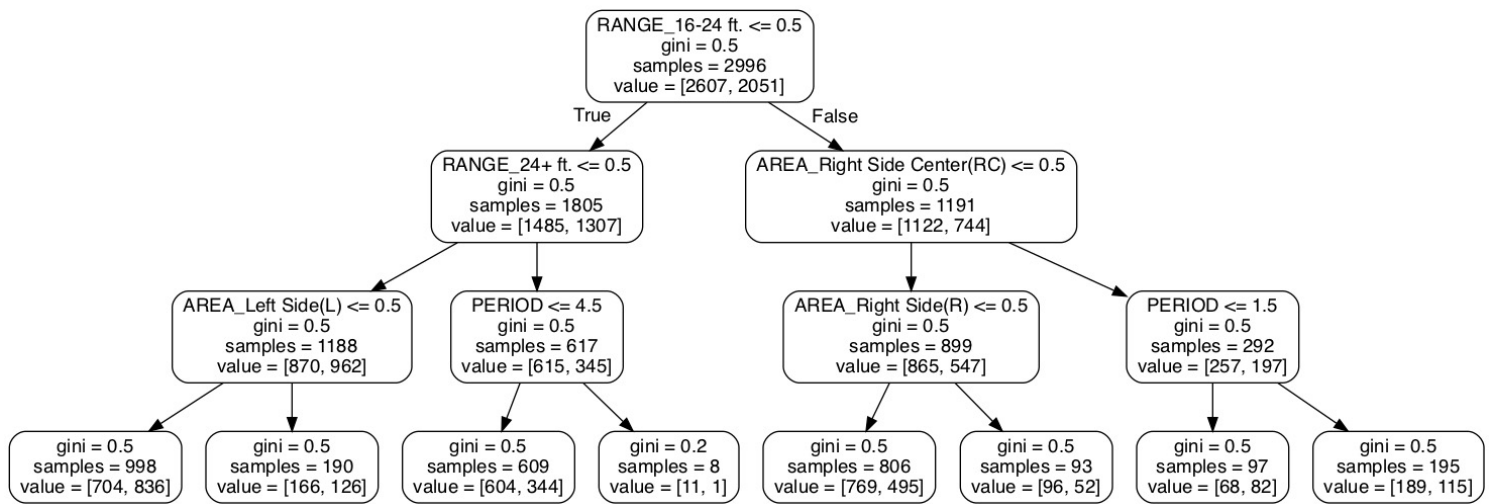 RANGE_16-24 ft. <= 0.5
gini = 0.5
samples = 2996
value = [2607, 2051]
True
False
RANGE_24+ ft. <= 0.5
gini = 0.5
samples = 1805
value = [1485, 1307]
AREA_Right Side Center(RC) <= 0.5
gini = 0.5
samples = 1191
value = [1122, 744]
AREA_Left Side(L) <= 0.5
gini = 0.5
samples = 1188
value = [870, 962]
PERIOD <= 4.5
gini = 0.5
samples = 617
value = [615, 345]
AREA_Right Side(R) <= 0.5
gini = 0.5
samples = 899
value = [865, 547]
PERIOD <= 1.5
gini = 0.5
samples = 292
value = [257, 197]
gini = 0.5
samples = 998
value = [704, 836]
gini = 0.5
samples = 190
value = [166, 126]
gini = 0.5
samples = 609
value = [604, 344]
gini = 0.2
samples = 8
value = [11, 1]
gini = 0.5
samples = 806
value = [769, 495]
gini = 0.5
samples = 93
value = [96, 52]
gini = 0.5
samples = 97
value = [68, 82]
gini = 0.5
samples = 195
value = [189, 115]